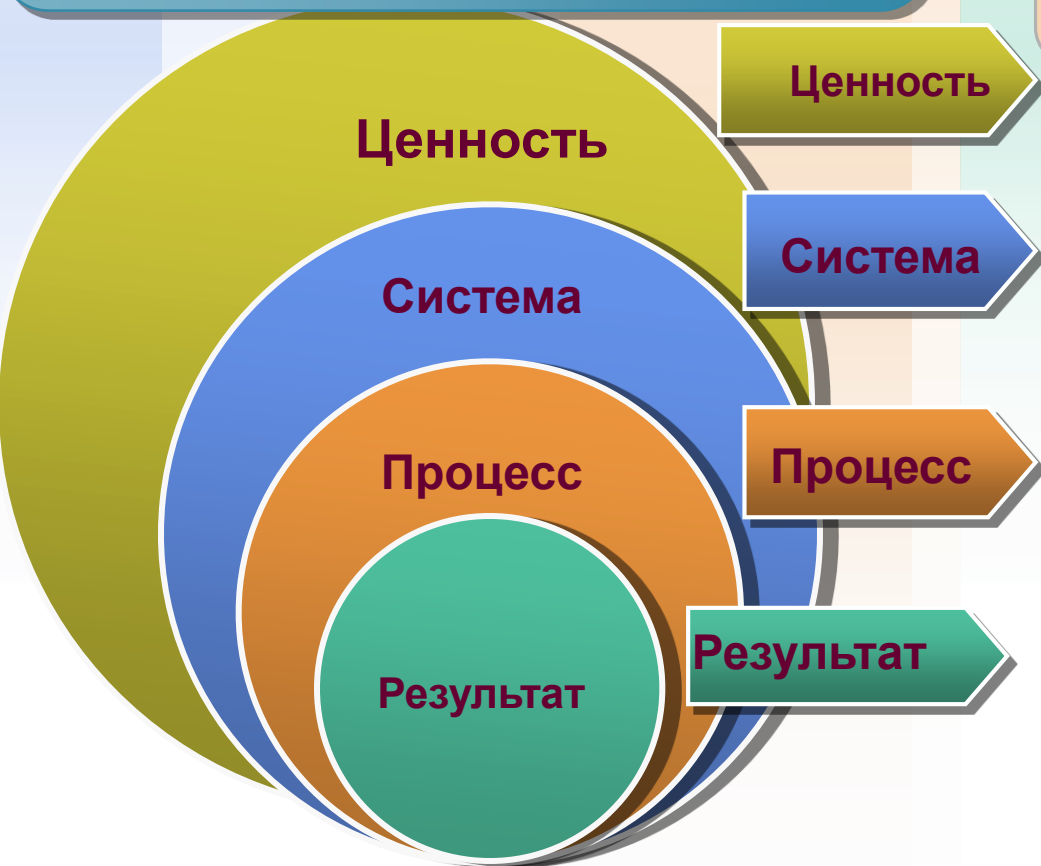 Ценность
Ценность
Система
Система
Процесс
Процесс
Результат
Результат